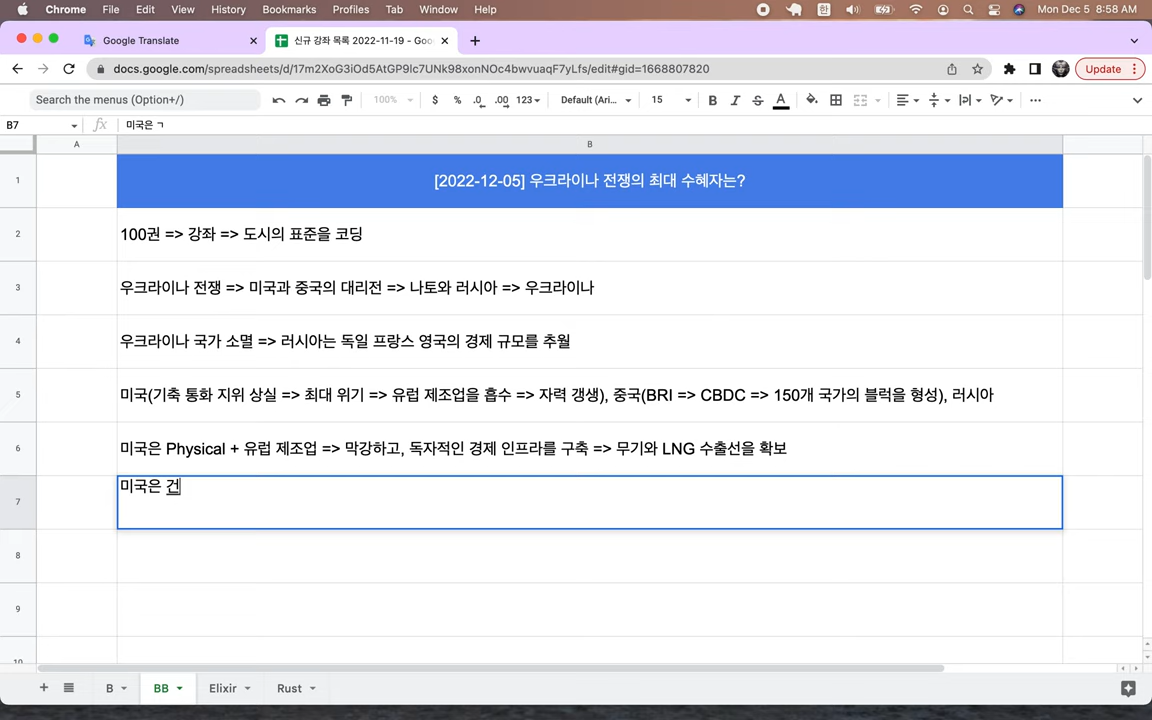 Chrome File Edit View History Bookmarks Profiles Tab Window Help 한 Mon Dec 5 8:58 AM
Google Translate
신규 강좌 목록 2022-11-19 - Goo
docs.google.com/spreadsheets/d/17m2XoG3iOd5AtGP9lc7UNk98xonNOc4bwvuaqF7yLfs/edit#gid=1668807820
Update
Search the menus (Option+/)
100% $ % .0 .00 123 Default (Ari... 15 B I S A
B7 fx 미국은 ㄱ
A B
1 [2022-12-05] 우크라이나 전쟁의 최대 수혜자는?
2 100권 => 강좌 => 도시의 표준을 코딩
3 우크라이나 전쟁 => 미국과 중국의 대리전 => 나토와 러시아 => 우크라이나
4 우크라이나 국가 소멸 => 러시아는 독일 프랑스 영국의 경제 규모를 추월
5 미국(기축 통화 지위 상실 => 최대 위기 => 유럽 제조업을 흡수 => 자력 갱생), 중국(BRI => CBDC => 150개 국가의 블럭을 형성), 러시아
6 미국은 Physical + 유럽 제조업 => 막강하고, 독자적인 경제 인프라를 구축 => 무기와 LNG 수출선을 확보
7 미국은 건
8
9
10
B BB Elixir Rust